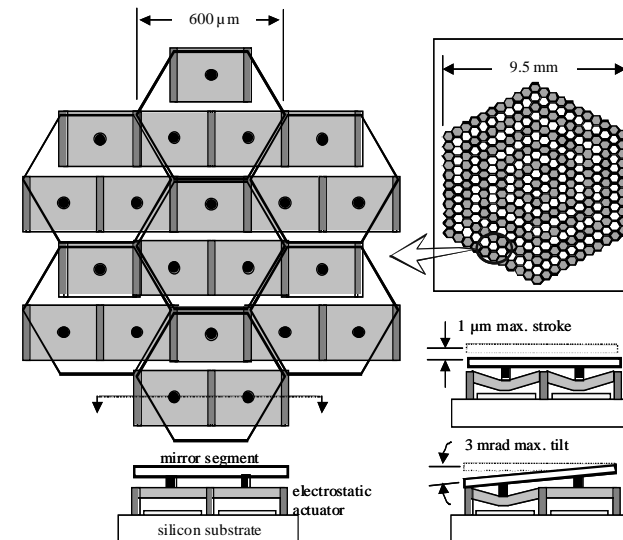 600 µm
9.5 mm
1 µm max. stroke
3 mrad max. tilt
mirror segment
electrostatic
actuator
silicon substrate